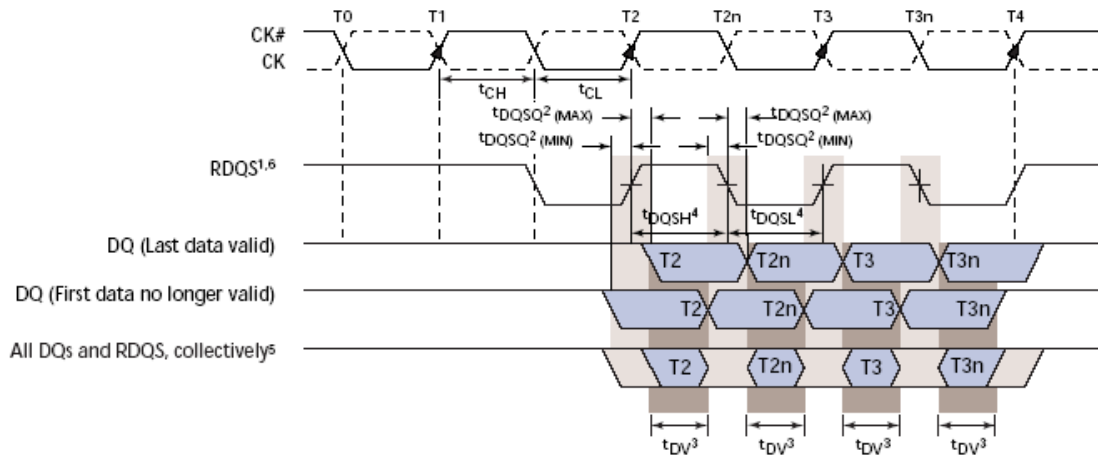 T0 T1 T2 T2n T3 T3n T4
CK#
CK
tCH tCL
tDQSQ² (MAX) tDQSQ² (MAX)
tDQSQ² (MIN) tDQSQ² (MIN)
RDQS¹,⁶
tDQSH⁴ tDQSL⁴
DQ (Last data valid) T2 T2n T3 T3n
DQ (First data no longer valid) T2 T2n T3 T3n
All DQs and RDQS, collectively⁵ T2 T2n T3 T3n
tDV³ tDV³ tDV³ tDV³